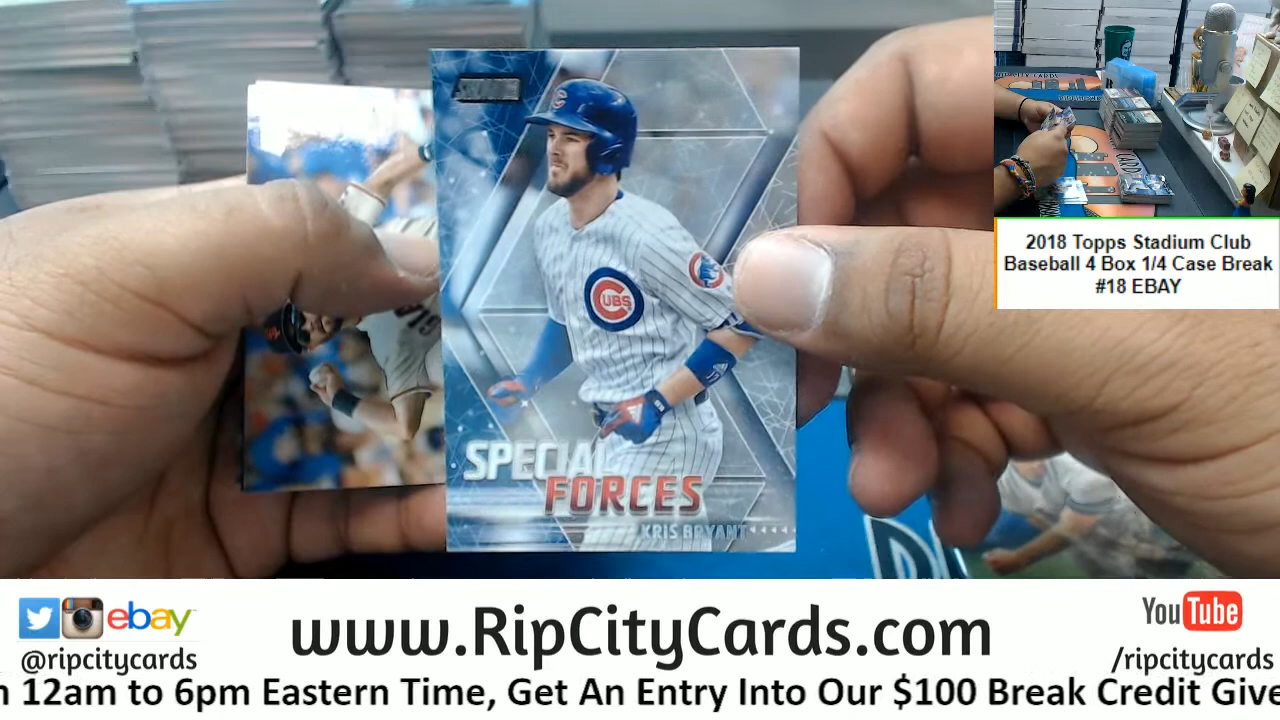 CUBS
SPECIAL
FORCES
KRIS BRYANT
2018 Topps Stadium Club
Baseball 4 Box 1/4 Case Break
#18 EBAY
ebay
@ripcitycards
www.RipCityCards.com
YouTube
/ripcitycards
12am to 6pm Eastern Time, Get An Entry Into Our $100 Break Credit Give